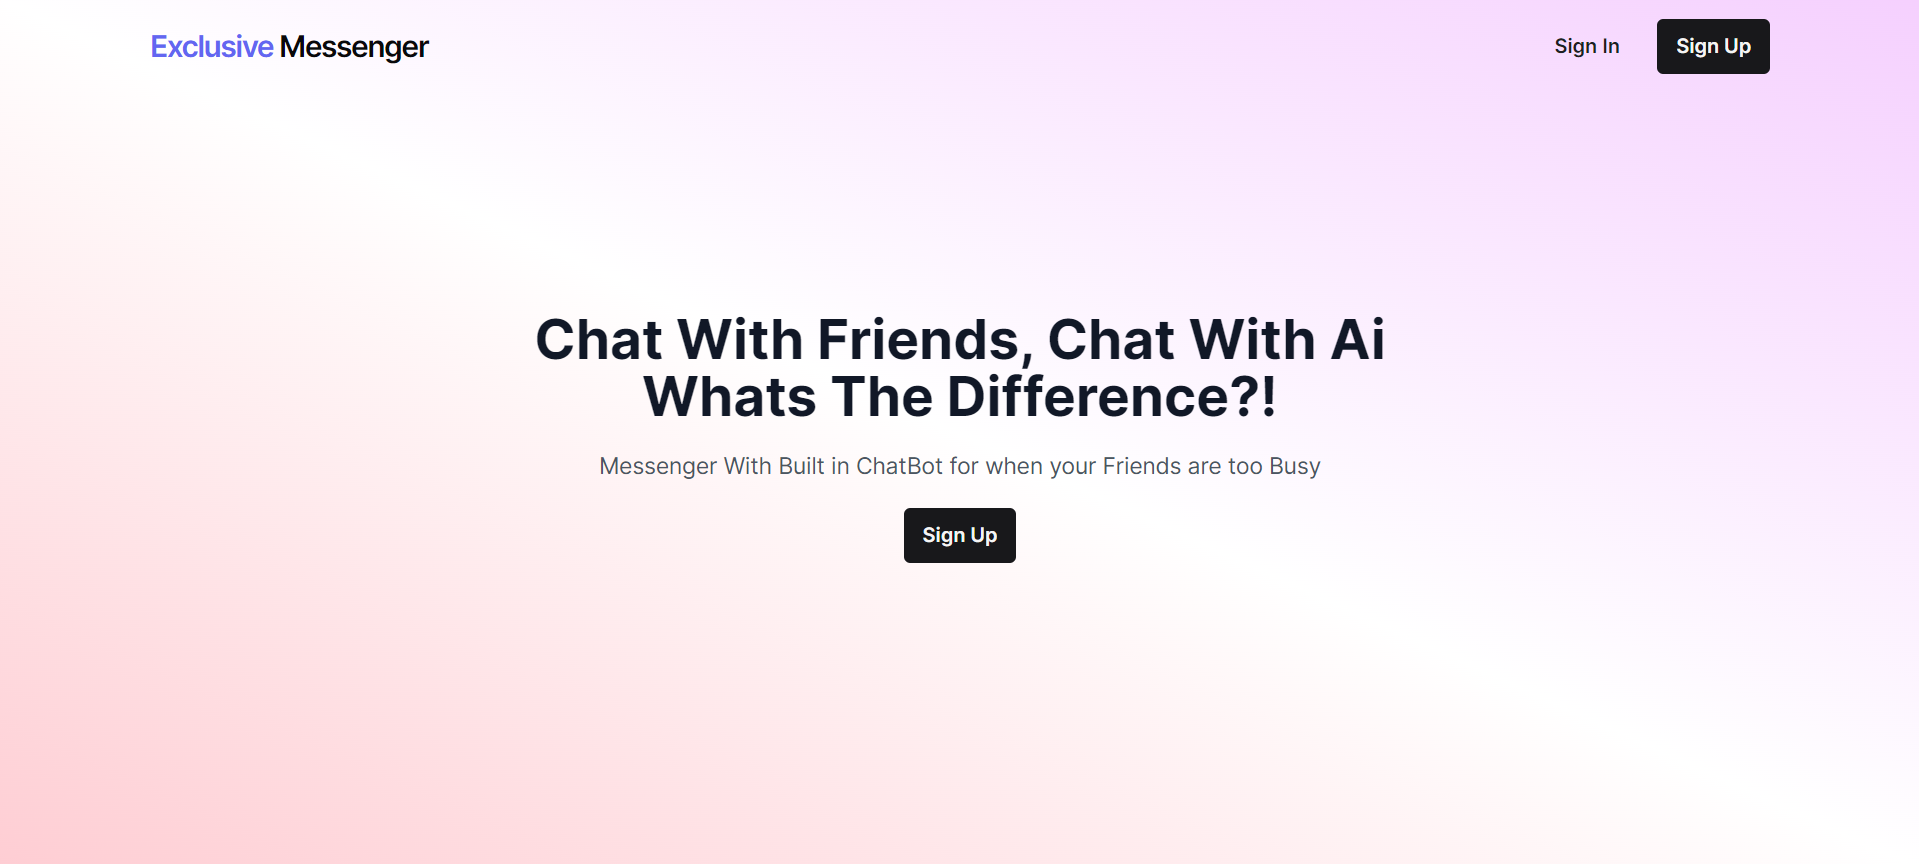 Exclusive Messenger
Sign In
Sign Up
Chat With Friends, Chat With Ai
Whats The Difference?!
Messenger With Built in ChatBot for when your Friends are too Busy
Sign Up